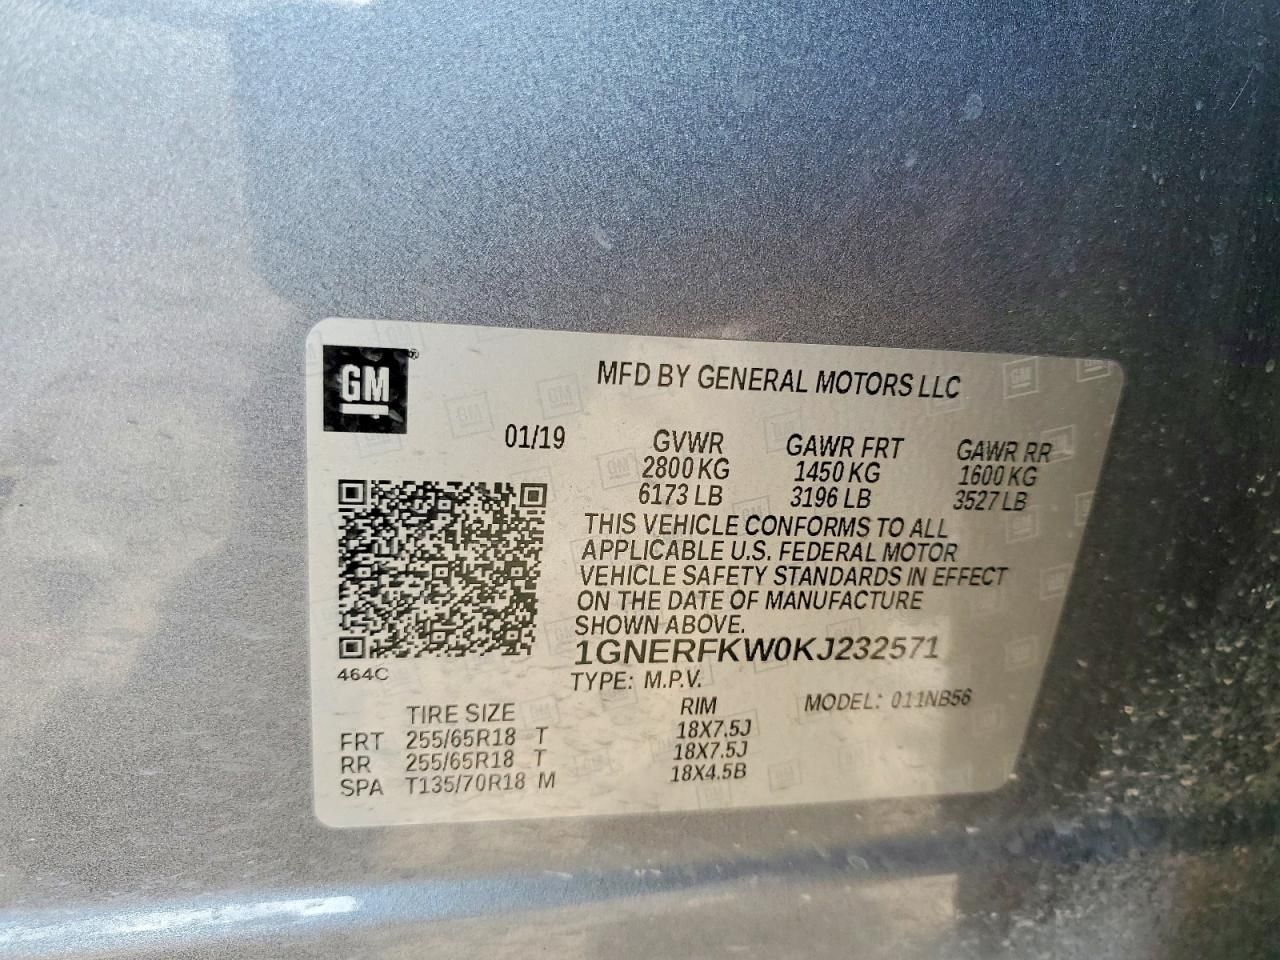 GM
MFD BY GENERAL MOTORS LLC
01/19 GVWR GAWR FRT GAWR RR
2800 KG 1450 KG 1600 KG
6173 LB 3196 LB 3527 LB
THIS VEHICLE CONFORMS TO ALL
APPLICABLE U.S. FEDERAL MOTOR
VEHICLE SAFETY STANDARDS IN EFFECT
ON THE DATE OF MANUFACTURE
SHOWN ABOVE.
1GNERFKW0KJ232571
464C
TYPE: M.P.V. MODEL: 011NB56
TIRE SIZE RIM
FRT 255/65R18 T 18X7.5J
RR 255/65R18 T 18X7.5J
SPA T135/70R18 M 18X4.5B